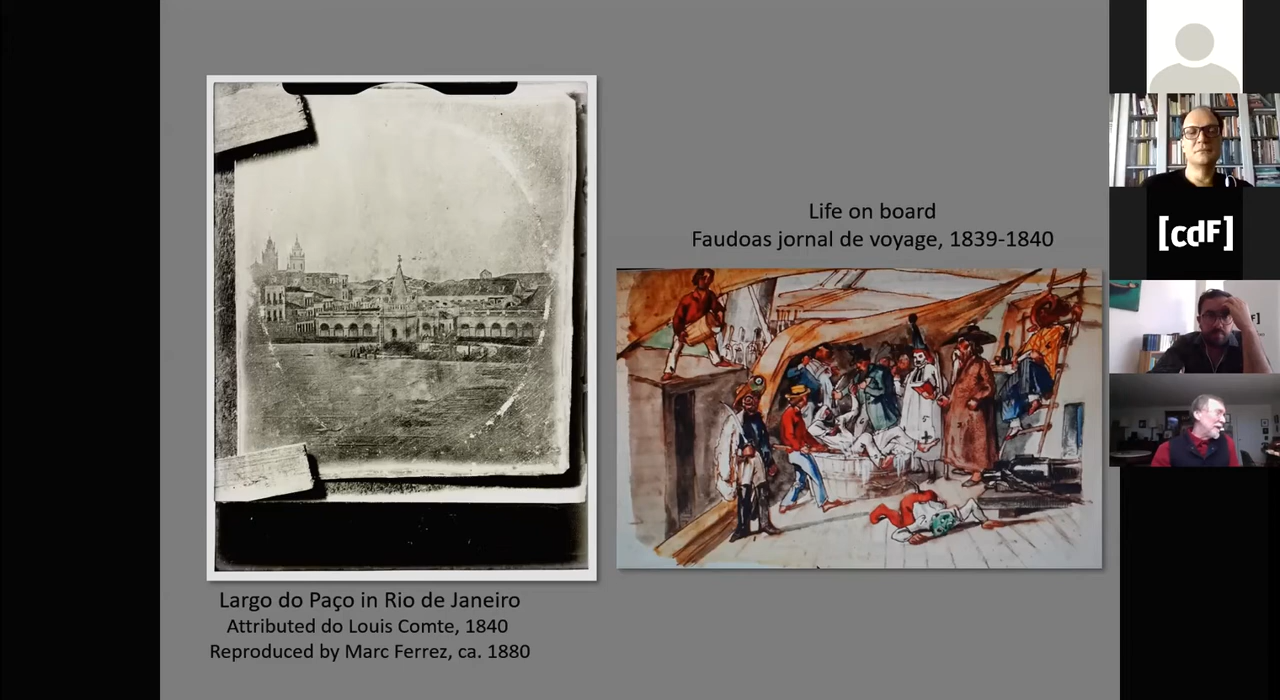 Life on board
Faudoas jornal de voyage, 1839-1840
Largo do Paço in Rio de Janeiro
Attributed do Louis Comte, 1840
Reproduced by Marc Ferrez, ca. 1880
[cdF]